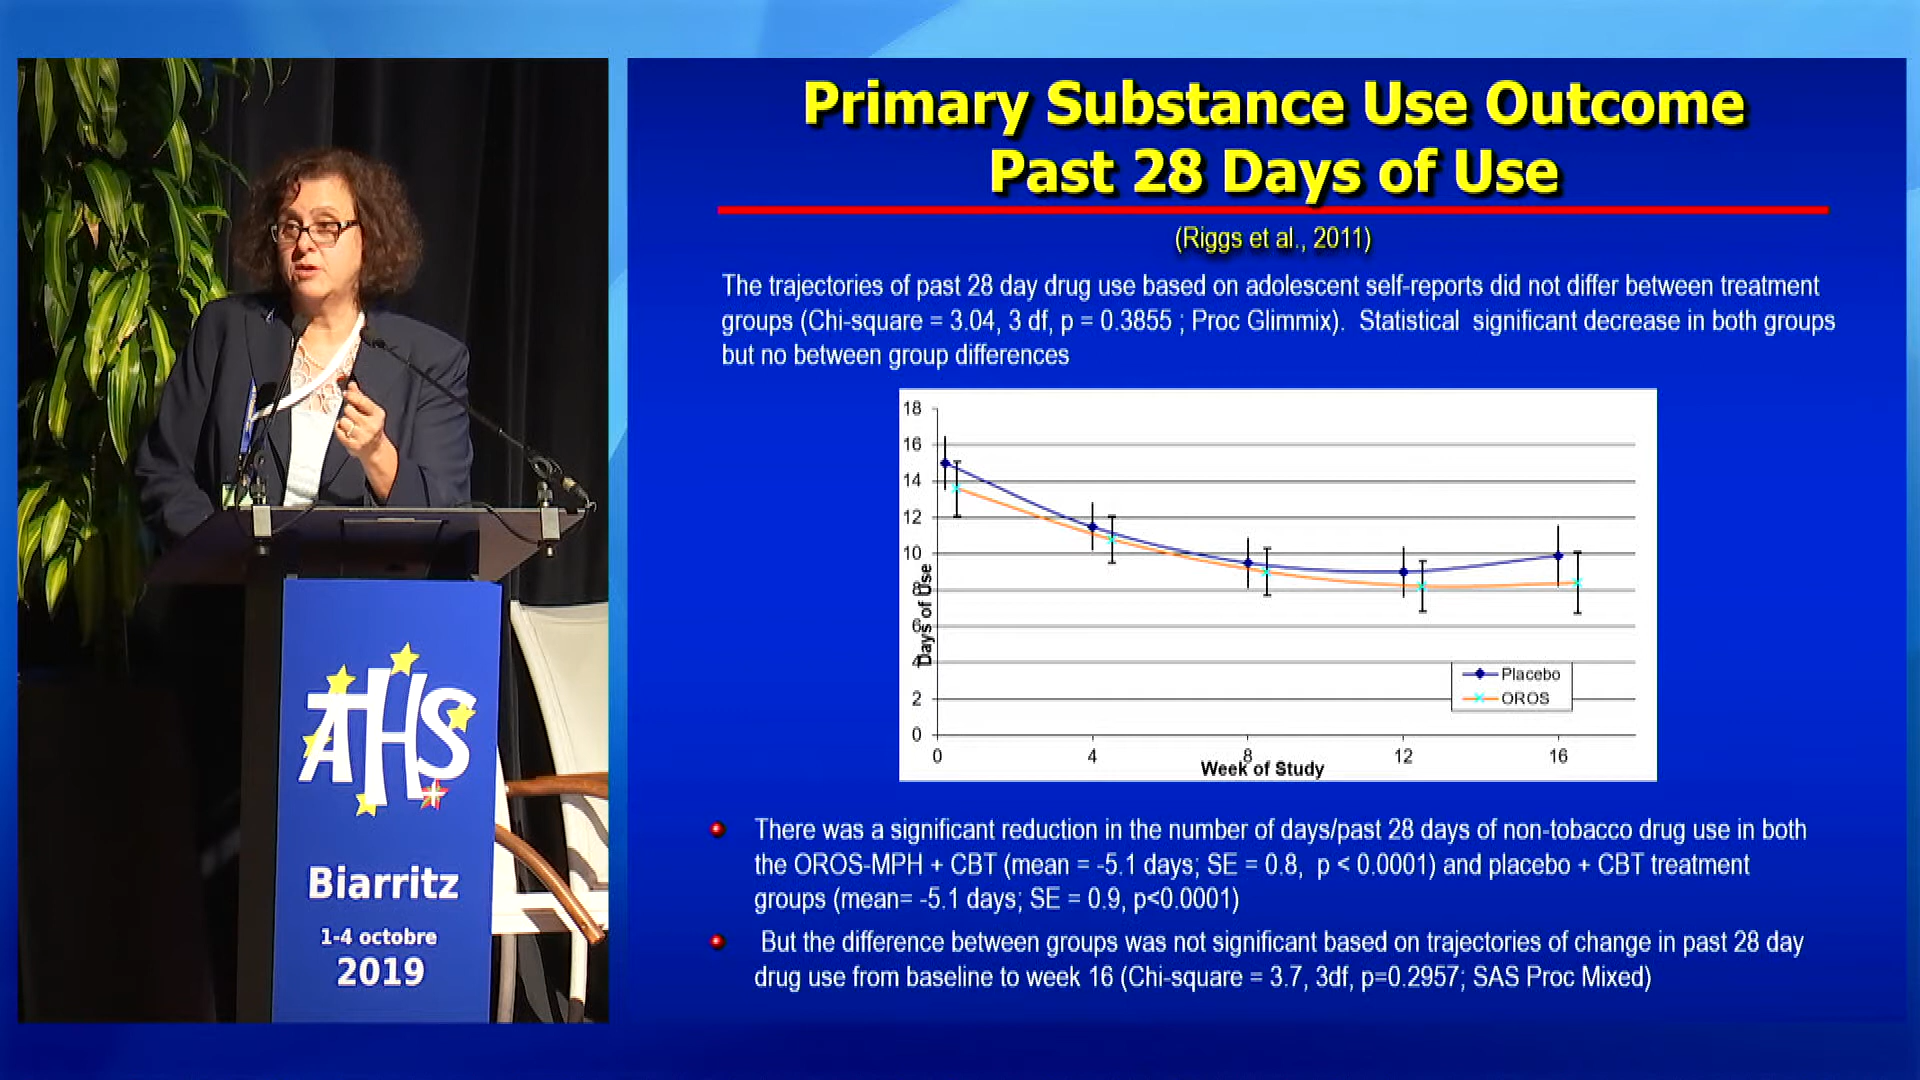 Primary Substance Use Outcome
Past 28 Days of Use
(Riggs et al., 2011)
The trajectories of past 28 day drug use based on adolescent self-reports did not differ between treatment
groups (Chi-square = 3.04, 3 df, p = 0.3855 ; Proc Glimmix). Statistical significant decrease in both groups
but no between group differences
18
16
14
12
10
8
6
4
2
0
Days of Use
0 4 8 12 16
Week of Study
Placebo
OROS
There was a significant reduction in the number of days/past 28 days of non-tobacco drug use in both
the OROS-MPH + CBT (mean = -5.1 days; SE = 0.8, p < 0.0001) and placebo + CBT treatment
groups (mean= -5.1 days; SE = 0.9, p<0.0001)
But the difference between groups was not significant based on trajectories of change in past 28 day
drug use from baseline to week 16 (Chi-square = 3.7, 3df, p=0.2957; SAS Proc Mixed)
ATHS
Biarritz
1-4 octobre
2019